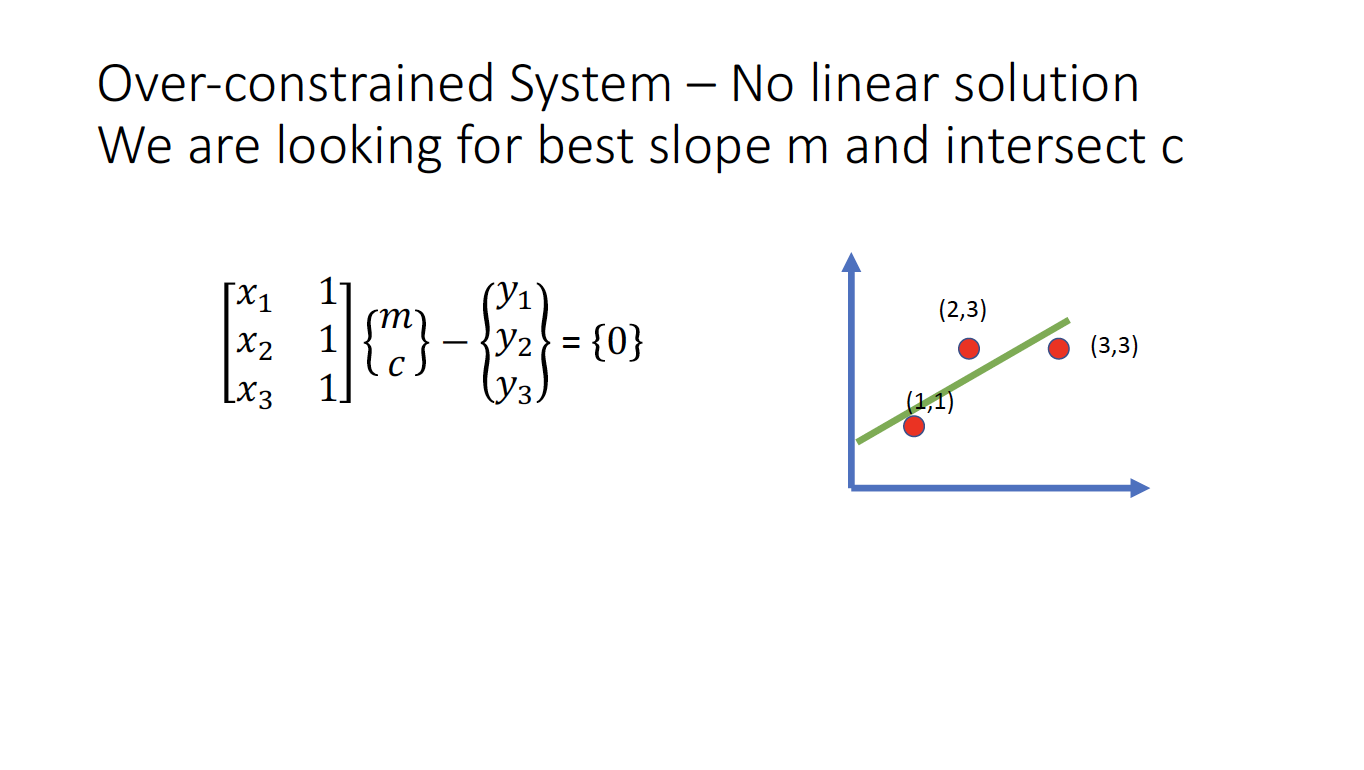 Over-constrained System – No linear solution
We are looking for best slope m and intersect c
[x₁ 1; x₂ 1; x₃ 1] {m; c} − {y₁; y₂; y₃} = {0}
(2,3)
(3,3)
(1,1)